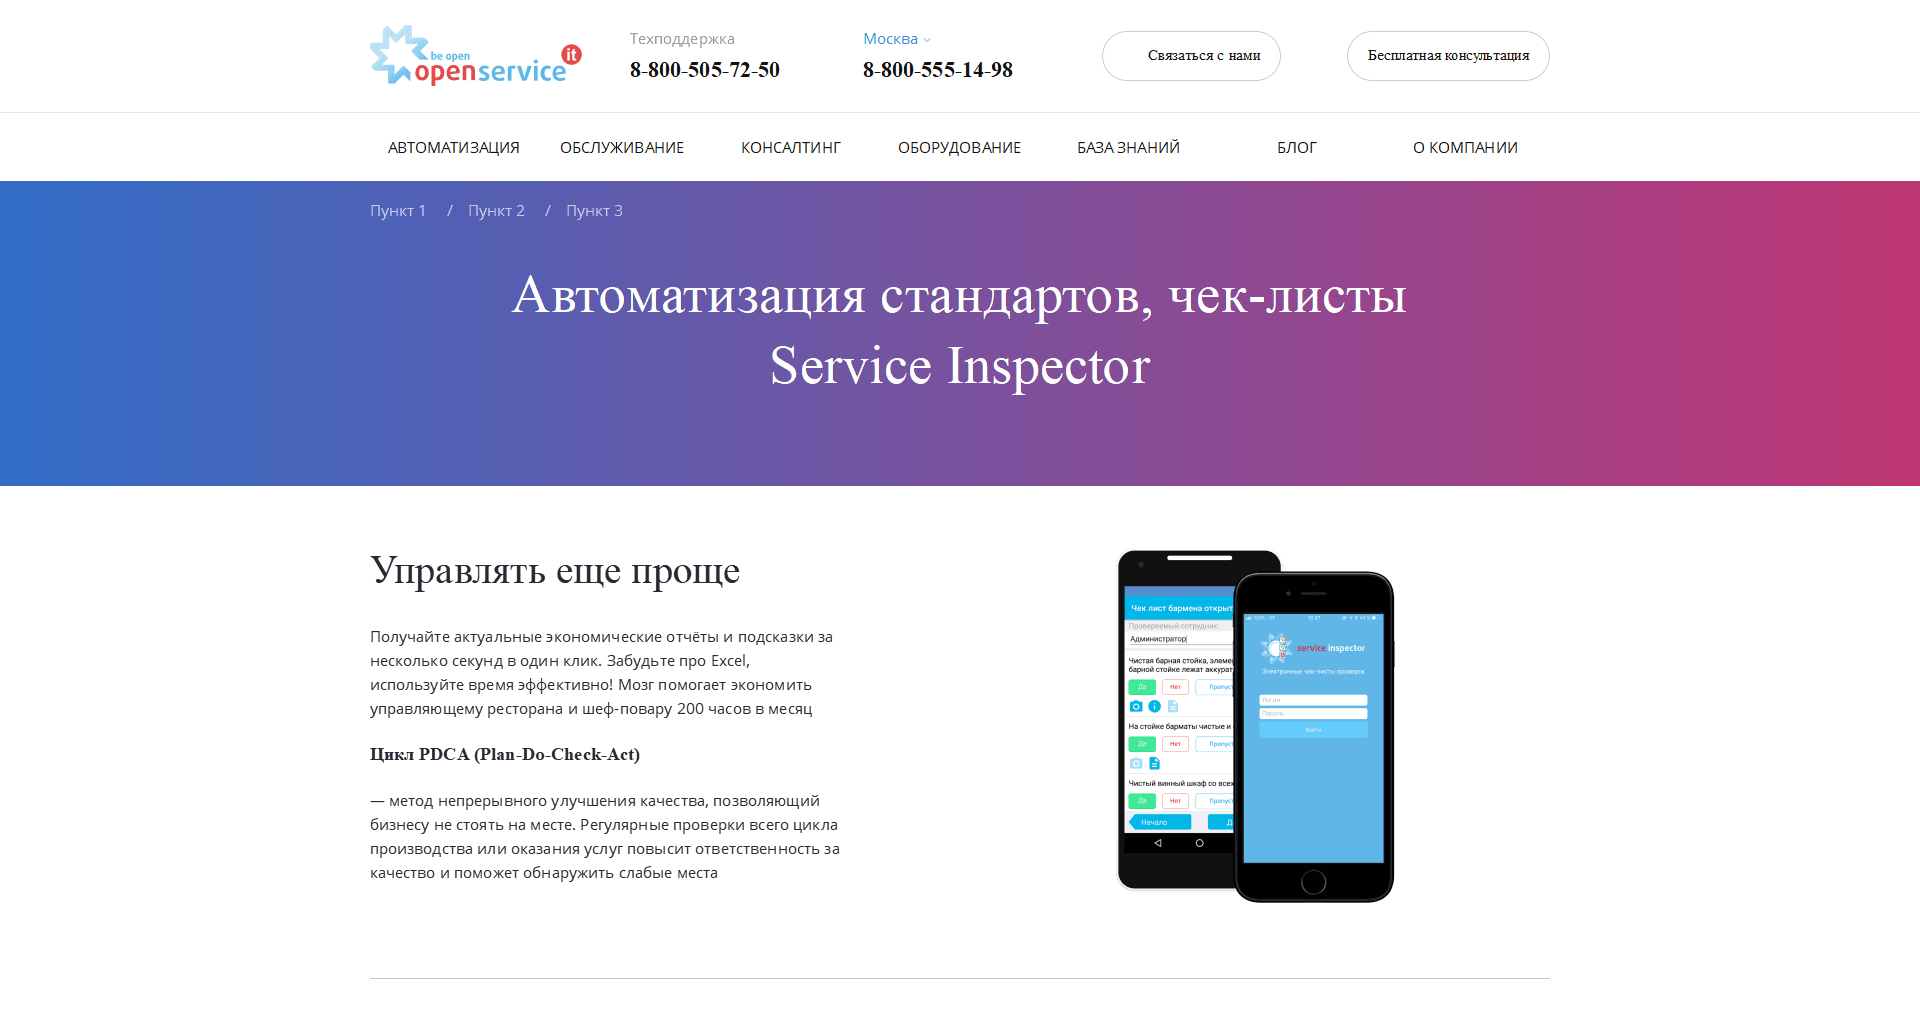 be open
openservice it
Техподдержка
8-800-505-72-50
Москва
8-800-555-14-98
Связаться с нами
Бесплатная консультация
АВТОМАТИЗАЦИЯ ОБСЛУЖИВАНИЕ КОНСАЛТИНГ ОБОРУДОВАНИЕ БАЗА ЗНАНИЙ БЛОГ О КОМПАНИИ
Пункт 1 / Пункт 2 / Пункт 3
Автоматизация стандартов, чек-листы
Service Inspector
Управлять еще проще
Получайте актуальные экономические отчёты и подсказки за
несколько секунд в один клик. Забудьте про Excel,
используйте время эффективно! Мозг помогает экономить
управляющему ресторана и шеф-повару 200 часов в месяц
Цикл PDCA (Plan-Do-Check-Act)
— метод непрерывного улучшения качества, позволяющий
бизнесу не стоять на месте. Регулярные проверки всего цикла
производства или оказания услуг повысит ответственность за
качество и поможет обнаружить слабые места
Чек лист бармена открыт
Проверяемый сотрудник:
Администратор
Чистая барная стойка, элеме
барной стойке лежат аккурат
Да Нет Пропуст
На стойке барматы чистые и
Да Нет Пропуст
Чистый винный шкаф со всех
Да Нет Пропуст
Начало Д
service inspector
Электронные чек-листы проверок
Логин
Пароль
Войти